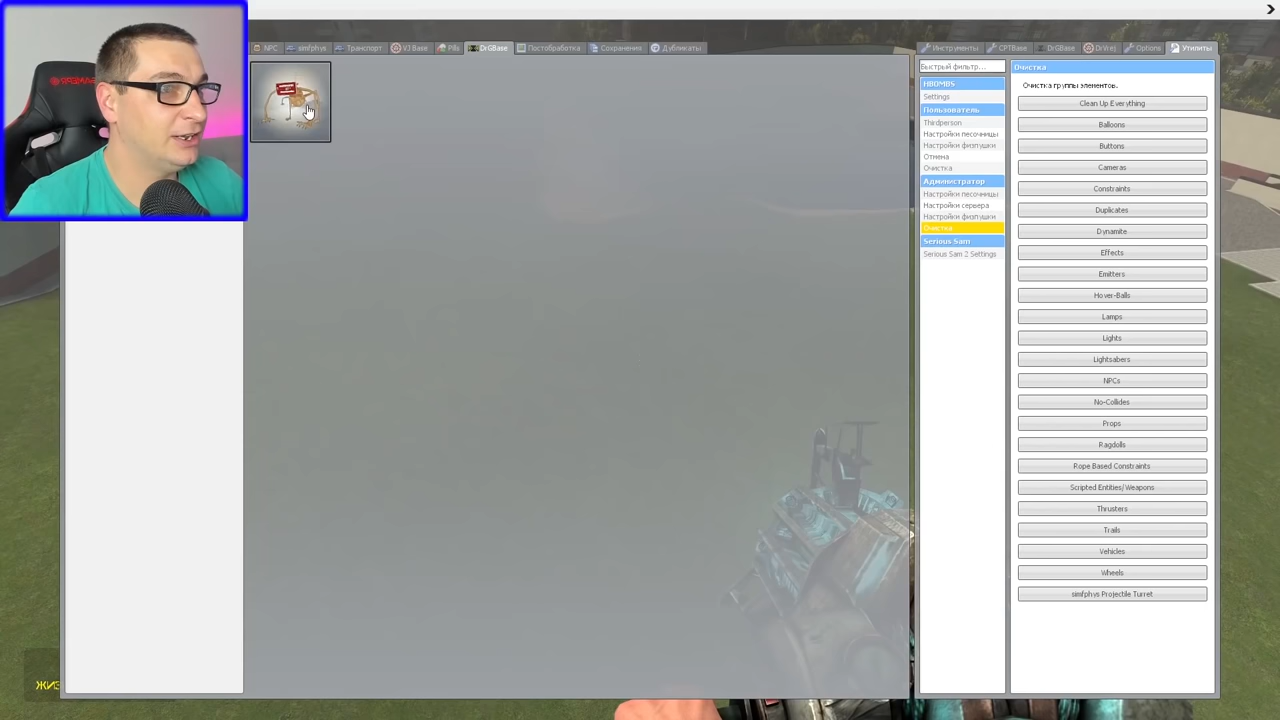 NPC simfphys Транспорт VJ Base Pills DrGBase Постобработка Сохранения Дубликаты
Инструменты CPTBase DrGBase DrVrej Options Утилиты
Быстрый фильтр...
HBOMBS
Settings
Пользователь
Thirdperson
Настройки песочницы
Настройки физпушки
Отмена
Очистка
Администратор
Настройки песочницы
Настройки сервера
Настройки физпушки
Очистка
Serious Sam
Serious Sam 2 Settings
Очистка
Очистка группы элементов.
Clean Up Everything
Balloons
Buttons
Cameras
Constraints
Duplicates
Dynamite
Effects
Emitters
Hover-Balls
Lamps
Lights
Lightsabers
NPCs
No-Collides
Props
Ragdolls
Rope Based Constraints
Scripted Entities/Weapons
Thrusters
Trails
Vehicles
Wheels
simfphys Projectile Turret